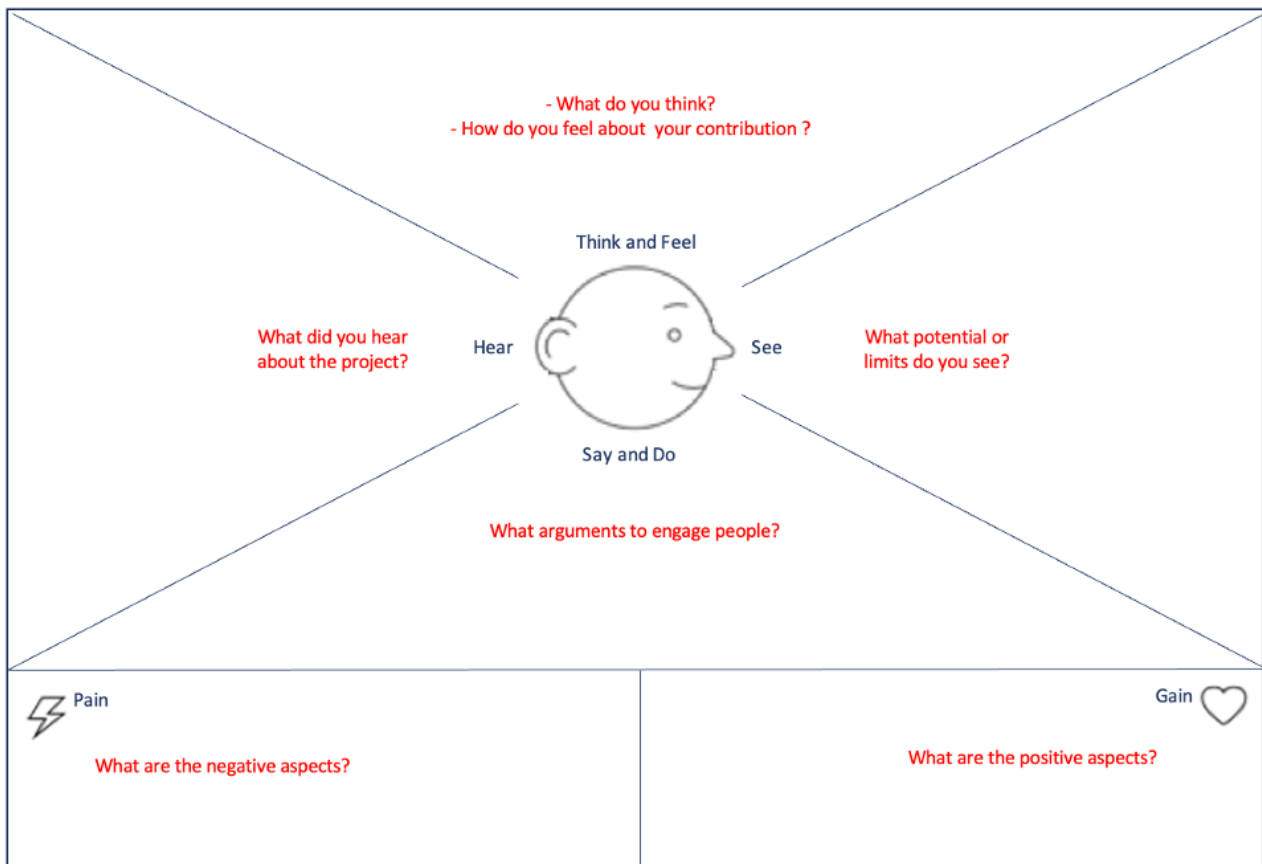 - What do you think?
- How do you feel about  your contribution ?
Think and Feel
What did you hear
about the project?
Hear
See
What potential or
limits do you see?
Say and Do
What arguments to engage people?
Pain
What are the negative aspects?
Gain
What are the positive aspects?